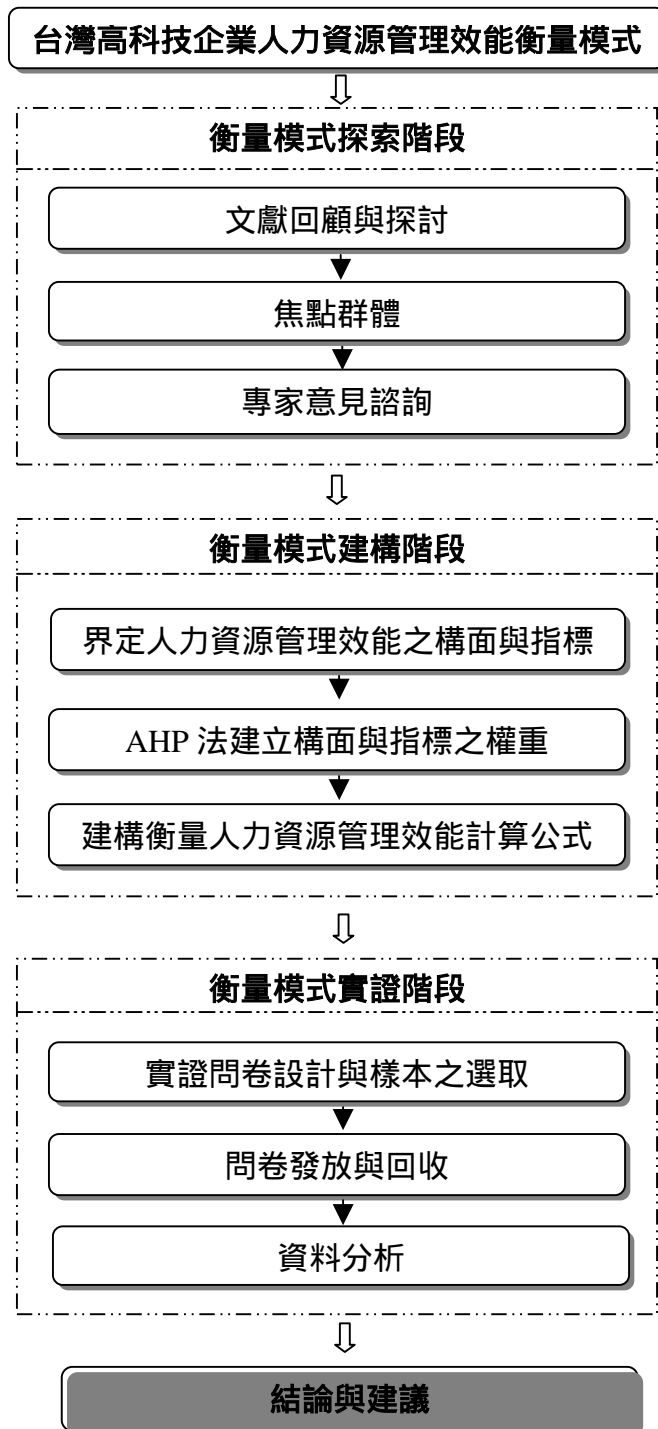 台灣高科技企業人力資源管理效能衡量模式
衡量模式探索階段
文獻回顧與探討
焦點群體
專家意見諮詢
衡量模式建構階段
界定人力資源管理效能之構面與指標
AHP 法建立構面與指標之權重
建構衡量人力資源管理效能計算公式
衡量模式實證階段
實證問卷設計與樣本之選取
問卷發放與回收
資料分析
結論與建議